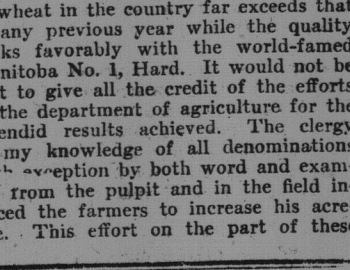 wheat in the country far exceeds that
any previous year while the quality
ks favorably with the world-famed
nitoba No. 1, Hard. It would not be
t to give all the credit of the efforts
the department of agriculture for the
endid results achieved. The clergy
my knowledge of all denominations
exception by both word and exam-
from the pulpit and in the field in-
ced the farmers to increase his acre-
e. This effort on the part of these